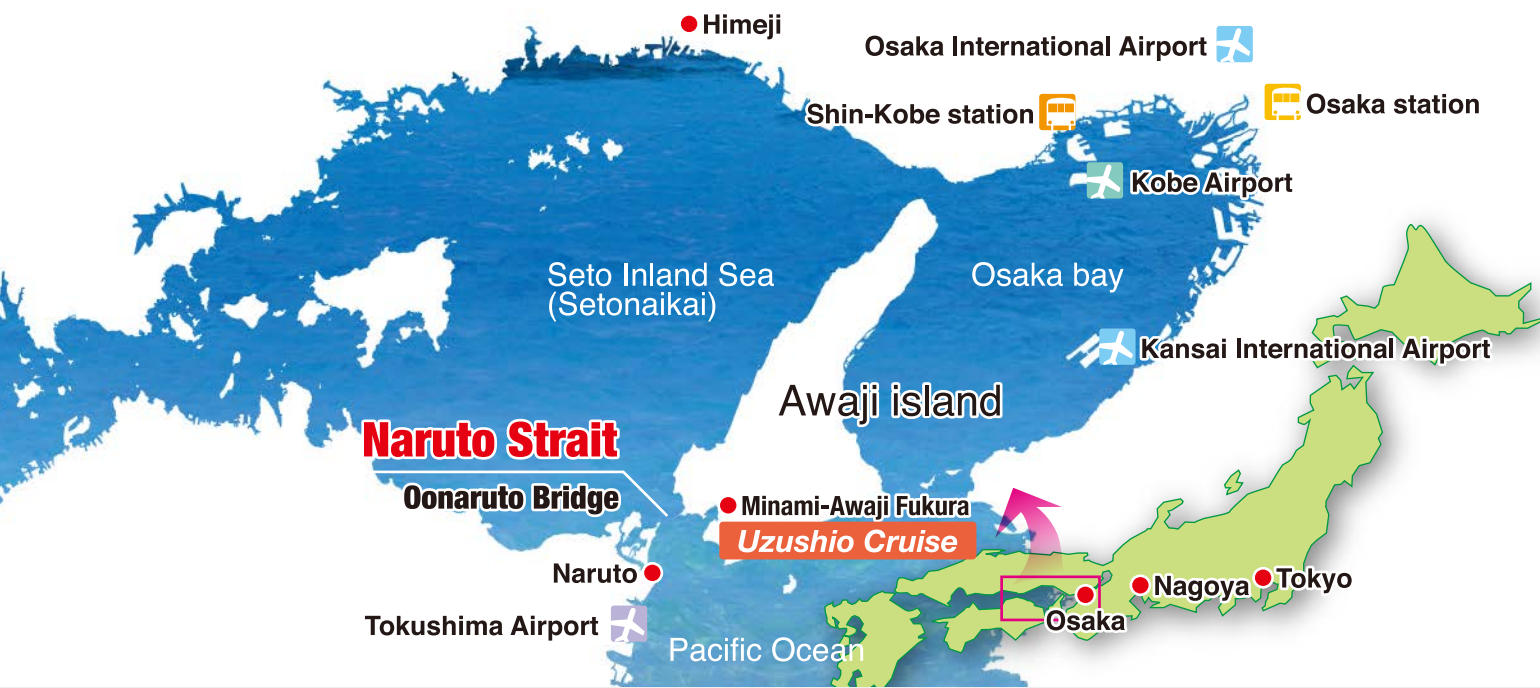 Himeji
Osaka International Airport
Shin-Kobe station
Osaka station
Kobe Airport
Seto Inland Sea
(Setonaikai)
Osaka bay
Kansai International Airport
Awaji island
Naruto Strait
Oonaruto Bridge
Minami-Awaji Fukura
Uzushio Cruise
Naruto
Nagoya
Tokyo
Osaka
Tokushima Airport
Pacific Ocean